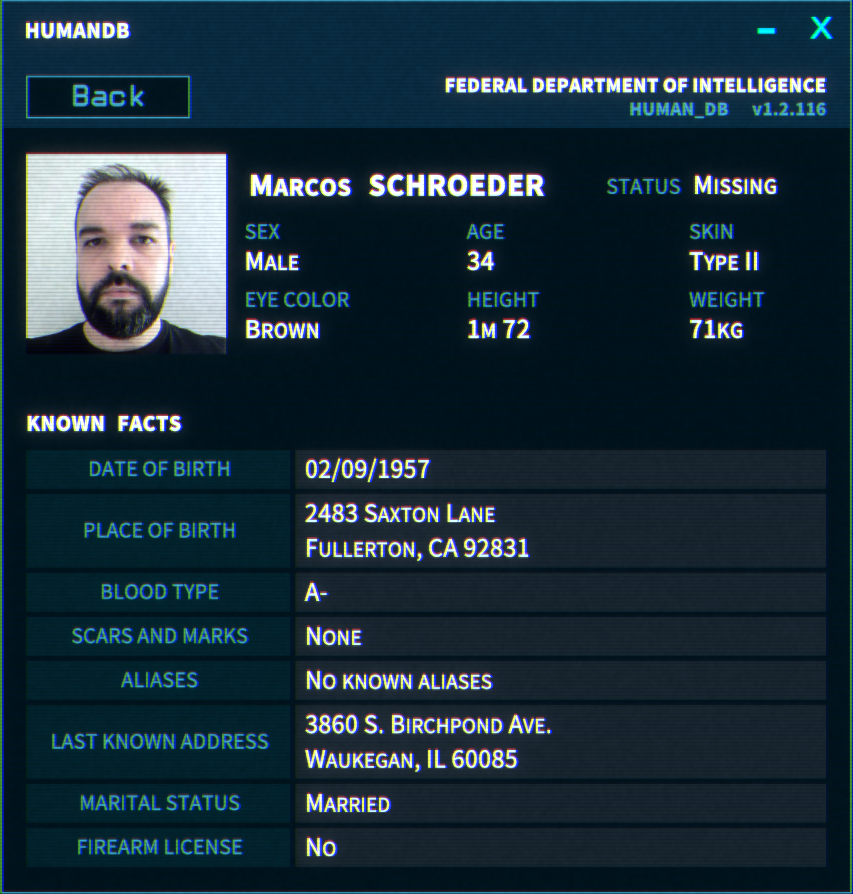 HUMANDB
– X
Back
FEDERAL DEPARTMENT OF INTELLIGENCE
HUMAN_DB v1.2.116
MARCOS SCHROEDER
STATUS MISSING
SEX AGE SKIN
MALE 34 TYPE II
EYE COLOR HEIGHT WEIGHT
BROWN 1M 72 71KG
KNOWN FACTS
DATE OF BIRTH 02/09/1957
PLACE OF BIRTH 2483 SAXTON LANE
FULLERTON, CA 92831
BLOOD TYPE A-
SCARS AND MARKS NONE
ALIASES NO KNOWN ALIASES
LAST KNOWN ADDRESS 3860 S. BIRCHPOND AVE.
WAUKEGAN, IL 60085
MARITAL STATUS MARRIED
FIREARM LICENSE NO